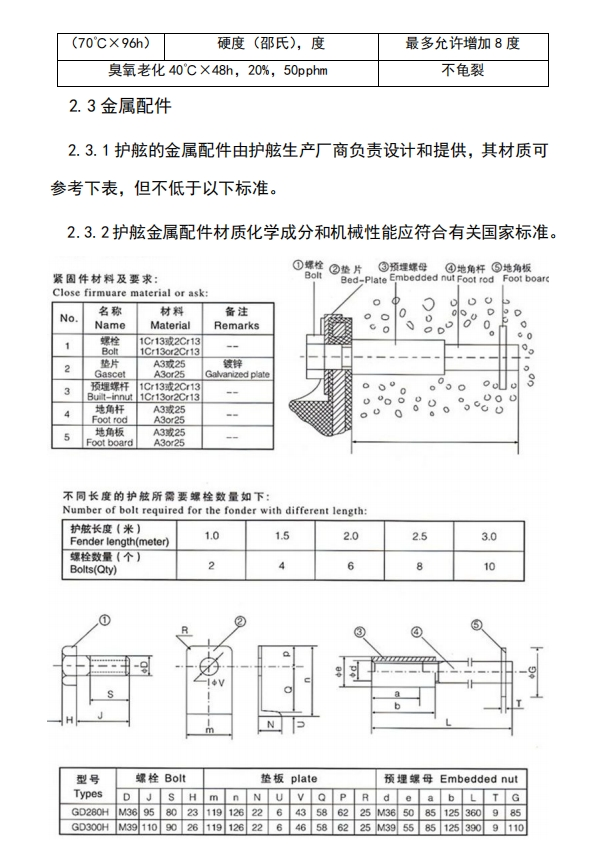 （70℃×96h） 硬度（邵氏），度 最多允许增加 8 度
臭氧老化 40℃×48h，20%，50pphm 不龟裂
2.3 金属配件
2.3.1 护舷的金属配件由护舷生产厂商负责设计和提供，其材质可
参考下表，但不低于以下标准。
2.3.2 护舷金属配件材质化学成分和机械性能应符合有关国家标准。
紧固件材料及要求：
Close firmuare material or ask:
No. 名称 材料 备注
Name Material Remarks
1 螺栓 1Cr13或2Cr13 --
Bolt 1Cr13or2Cr13
2 垫片 A3或25 镀锌
Gascet A3or25 Galvanized plate
3 预埋螺杆 1Cr13或2Cr13 --
Built-innut 1Cr13or2Cr13
4 地角杆 A3或25 --
Foot rod A3or25
5 地角板 A3或25 --
Foot board A3or25
①螺栓 ②垫片 ③预埋螺母 ④地角杆 ⑤地角板
Bolt Bed-Plate Embedded nut Foot rod Foot board
不同长度的护舷所需要螺栓数量如下：
Number of bolt required for the fonder with different length:
护舷长度（米） 1.0 1.5 2.0 2.5 3.0
Fender length(meter)
螺栓数量（个） 2 4 6 8 10
Bolts(Qty)
① R ② ③ ④ ⑤
ΦD S H J
ΦV m P Q n N U
Φe Φd a b L T ΦG
型号 螺栓 Bolt 垫板 plate 预埋螺母 Embedded nut
Types D J S H m n N U V Q P R d e a b L T G
GD280H M36 95 80 23 119 126 22 6 43 58 62 25 M36 50 85 125 360 9 85
GD300H M39 110 90 26 119 126 22 6 46 58 62 25 M39 55 85 125 390 9 110